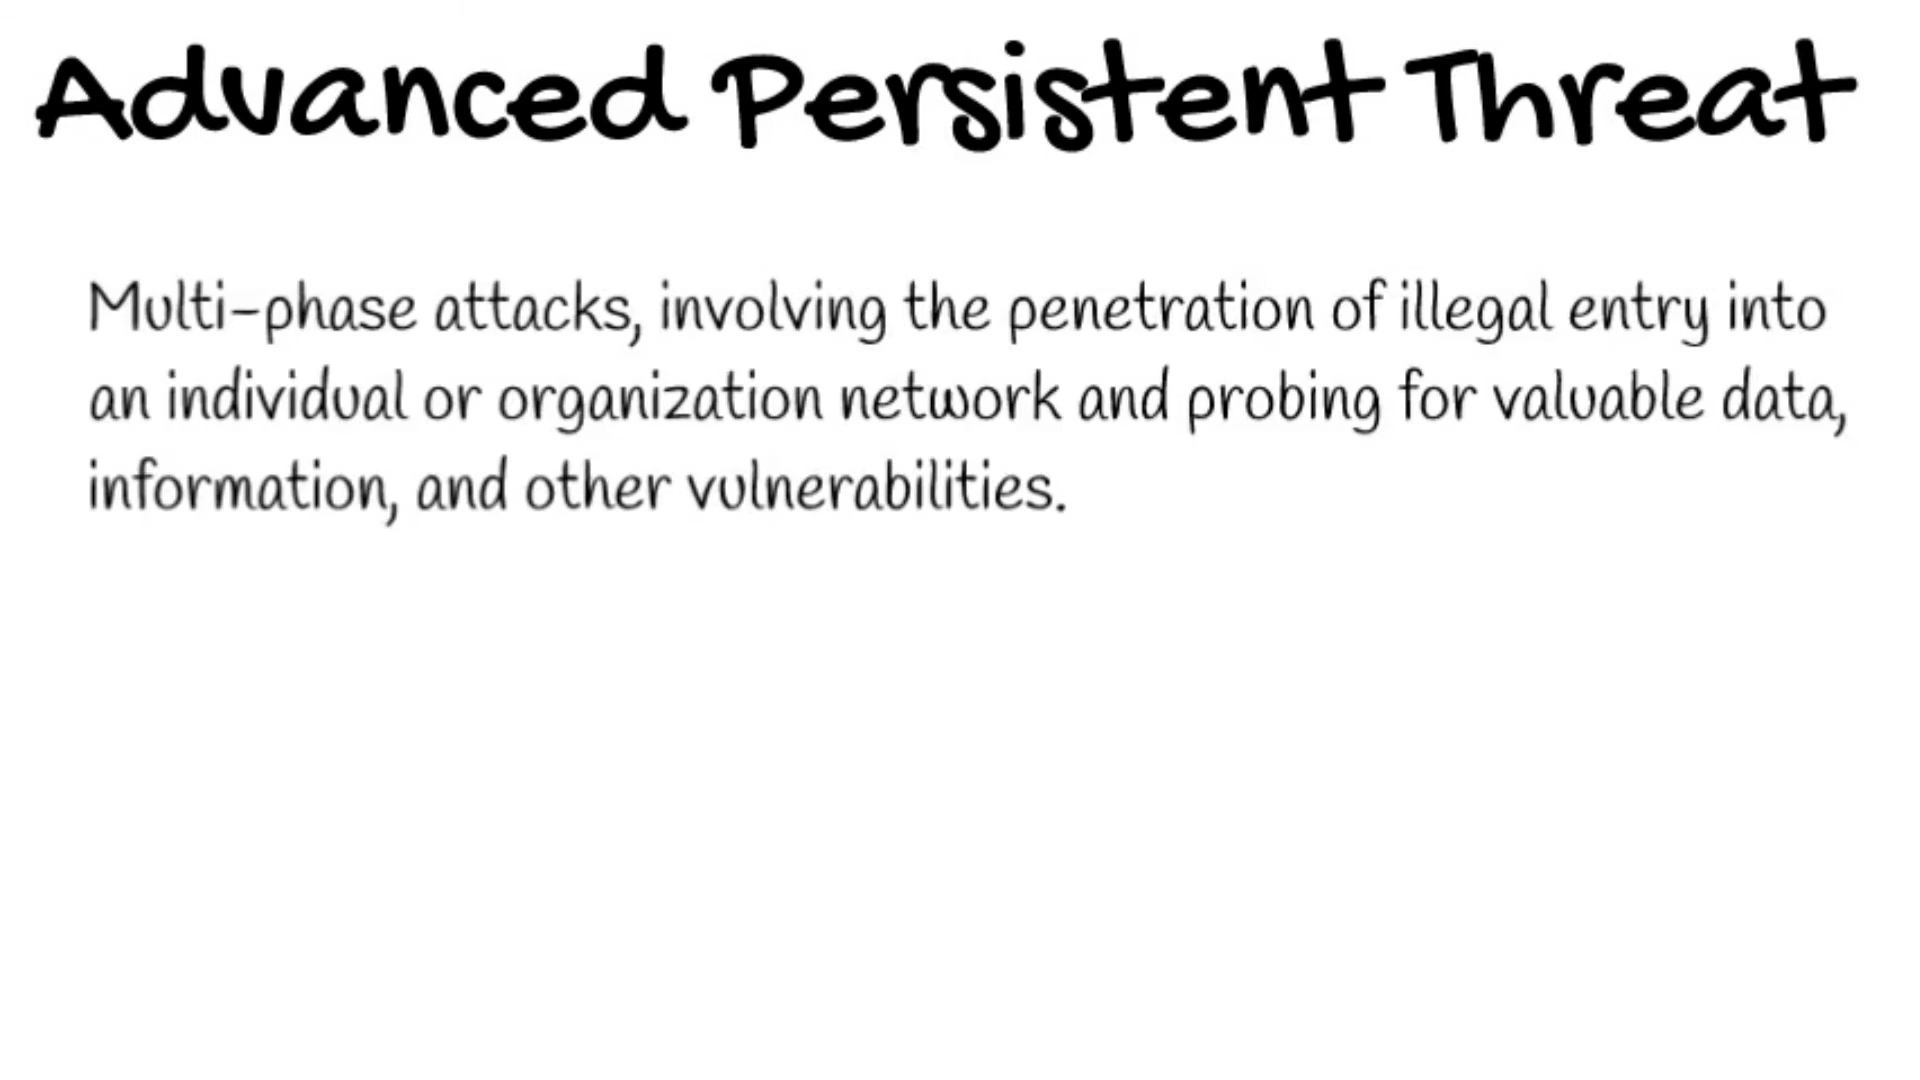 Advanced Persistent Threat
Multi-phase attacks, involving the penetration of illegal entry into
an individual or organization network and probing for valuable data,
information, and other vulnerabilities.